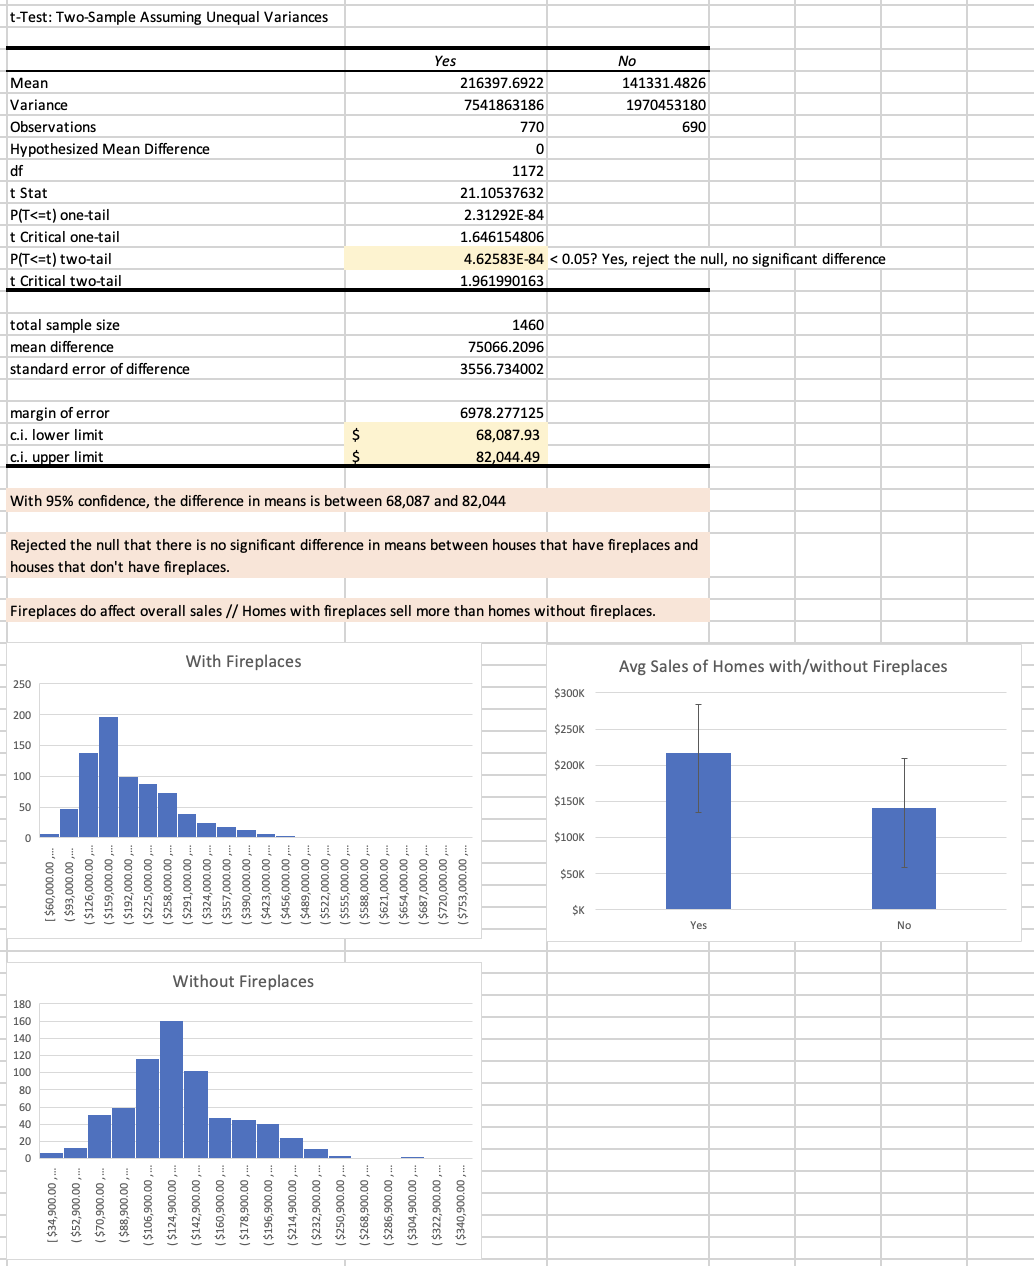 t-Test: Two-Sample Assuming Unequal Variances
Yes No
Mean 216397.6922 141331.4826
Variance 7541863186 1970453180
Observations 770 690
Hypothesized Mean Difference 0
df 1172
t Stat 21.10537632
P(T<=t) one-tail 2.31292E-84
t Critical one-tail 1.646154806
P(T<=t) two-tail 4.62583E-84 < 0.05? Yes, reject the null, no significant difference
t Critical two-tail 1.961990163
total sample size 1460
mean difference 75066.2096
standard error of difference 3556.734002
margin of error 6978.277125
c.i. lower limit $ 68,087.93
c.i. upper limit $ 82,044.49
With 95% confidence, the difference in means is between 68,087 and 82,044
Rejected the null that there is no significant difference in means between houses that have fireplaces and
houses that don't have fireplaces.
Fireplaces do affect overall sales // Homes with fireplaces sell more than homes without fireplaces.
With Fireplaces
250
200
150
100
50
0
[ $60,000.00 ,...
( $93,000.00 ,...
( $126,000.00 ,...
( $159,000.00 ,...
( $192,000.00 ,...
( $225,000.00 ,...
( $258,000.00 ,...
( $291,000.00 ,...
( $324,000.00 ,...
( $357,000.00 ,...
( $390,000.00 ,...
( $423,000.00 ,...
( $456,000.00 ,...
( $489,000.00 ,...
( $522,000.00 ,...
( $555,000.00 ,...
( $588,000.00 ,...
( $621,000.00 ,...
( $654,000.00 ,...
( $687,000.00 ,...
( $720,000.00 ,...
( $753,000.00 ,...
Avg Sales of Homes with/without Fireplaces
$300K
$250K
$200K
$150K
$100K
$50K
$K
Yes No
Without Fireplaces
180
160
140
120
100
80
60
40
20
0
[ $34,900.00 ,...
( $52,900.00 ,...
( $70,900.00 ,...
( $88,900.00 ,...
( $106,900.00 ,...
( $124,900.00 ,...
( $142,900.00 ,...
( $160,900.00 ,...
( $178,900.00 ,...
( $196,900.00 ,...
( $214,900.00 ,...
( $232,900.00 ,...
( $250,900.00 ,...
( $268,900.00 ,...
( $286,900.00 ,...
( $304,900.00 ,...
( $322,900.00 ,...
( $340,900.00 ,...